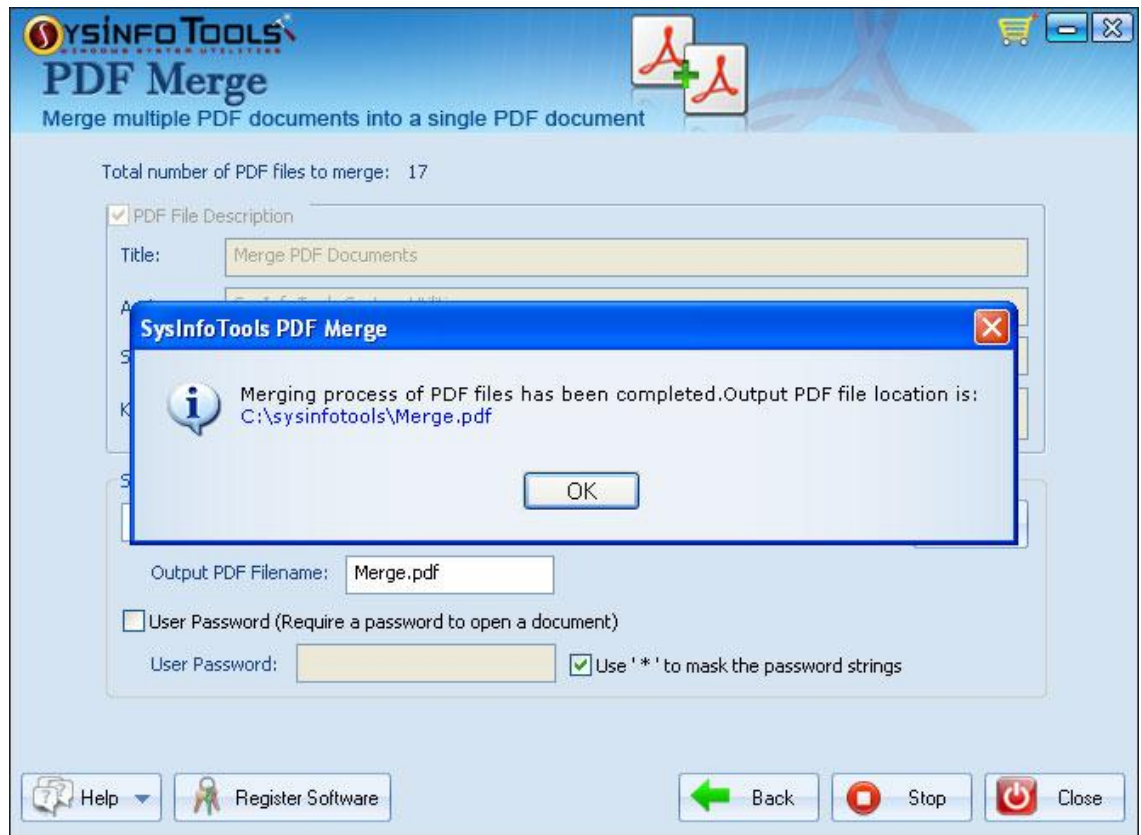 SYSINFO TOOLS
WINDOWS SYSTEM UTILITIES
PDF Merge
Merge multiple PDF documents into a single PDF document
Total number of PDF files to merge: 17
PDF File Description
Title: Merge PDF Documents
SysInfoTools PDF Merge
Merging process of PDF files has been completed.Output PDF file location is:
C:\sysinfotools\Merge.pdf
OK
Output PDF Filename: Merge.pdf
User Password (Require a password to open a document)
User Password: Use ' * ' to mask the password strings
Help Register Software Back Stop Close